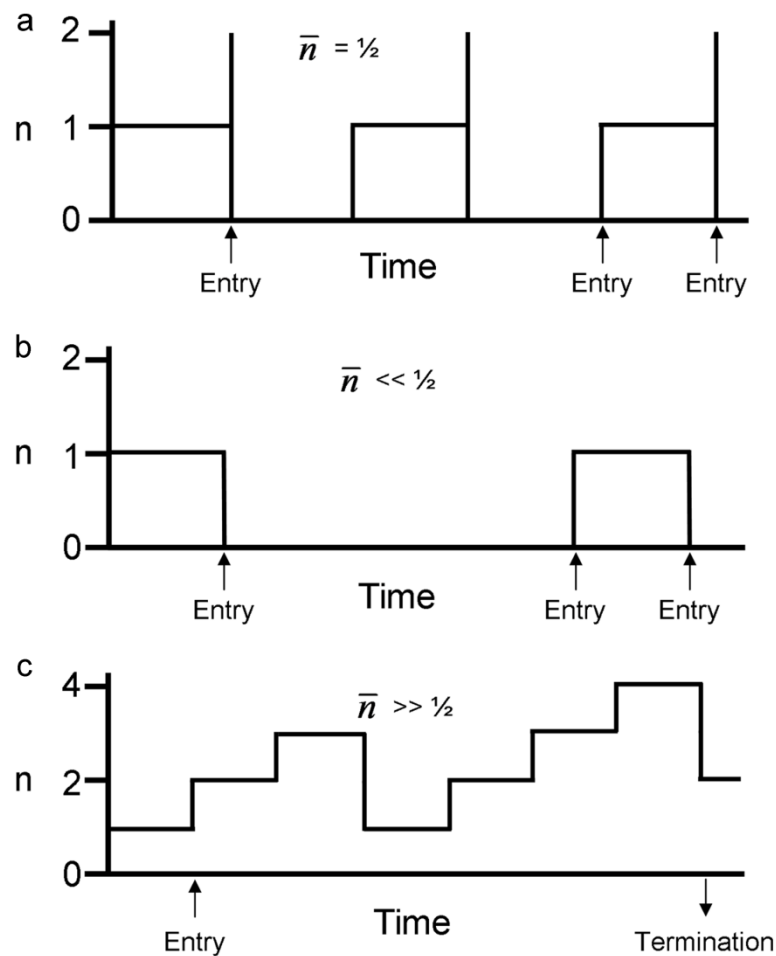 a
2
n̅ = ½
n
1
0
Entry
Entry
Entry
Time
b
2
n̅ << ½
n
1
0
Entry
Entry
Entry
Time
c
4
n̅ >> ½
n
2
0
Entry
Time
Termination